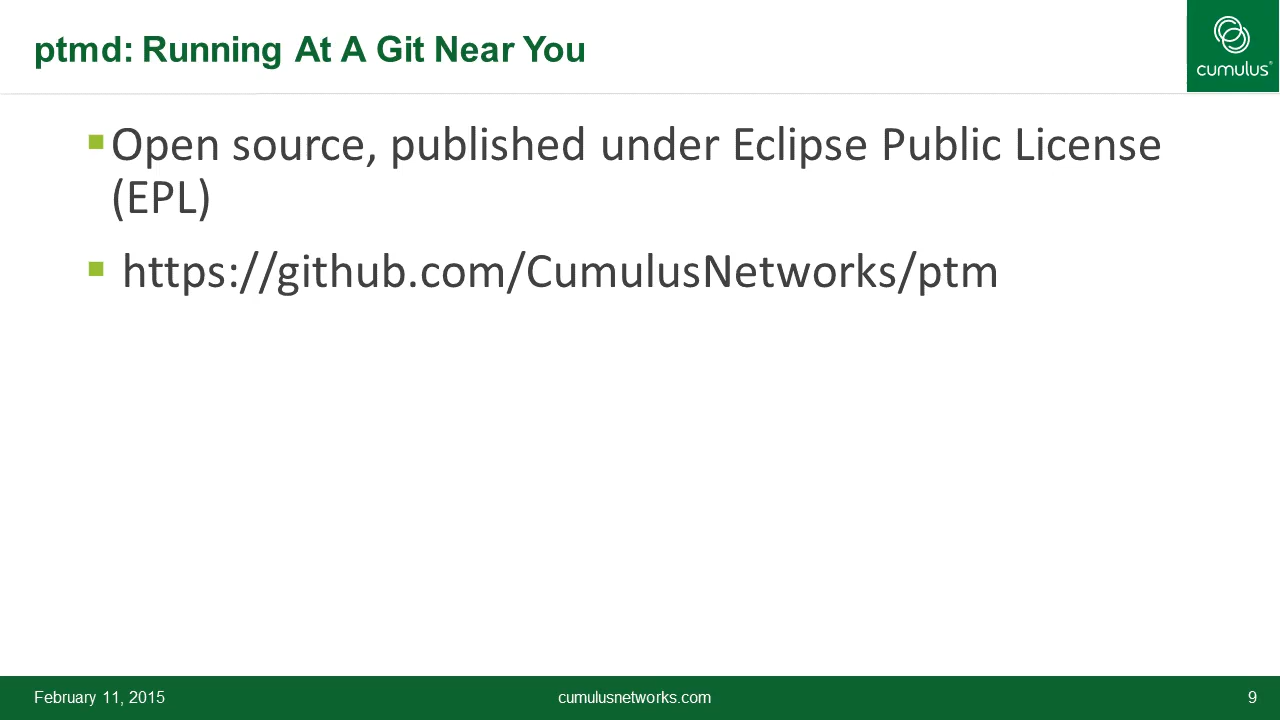 ptmd: Running At A Git Near You
cumulus®
▪Open source, published under Eclipse Public License
(EPL)
▪ https://github.com/CumulusNetworks/ptm
February 11, 2015
cumulusnetworks.com
9